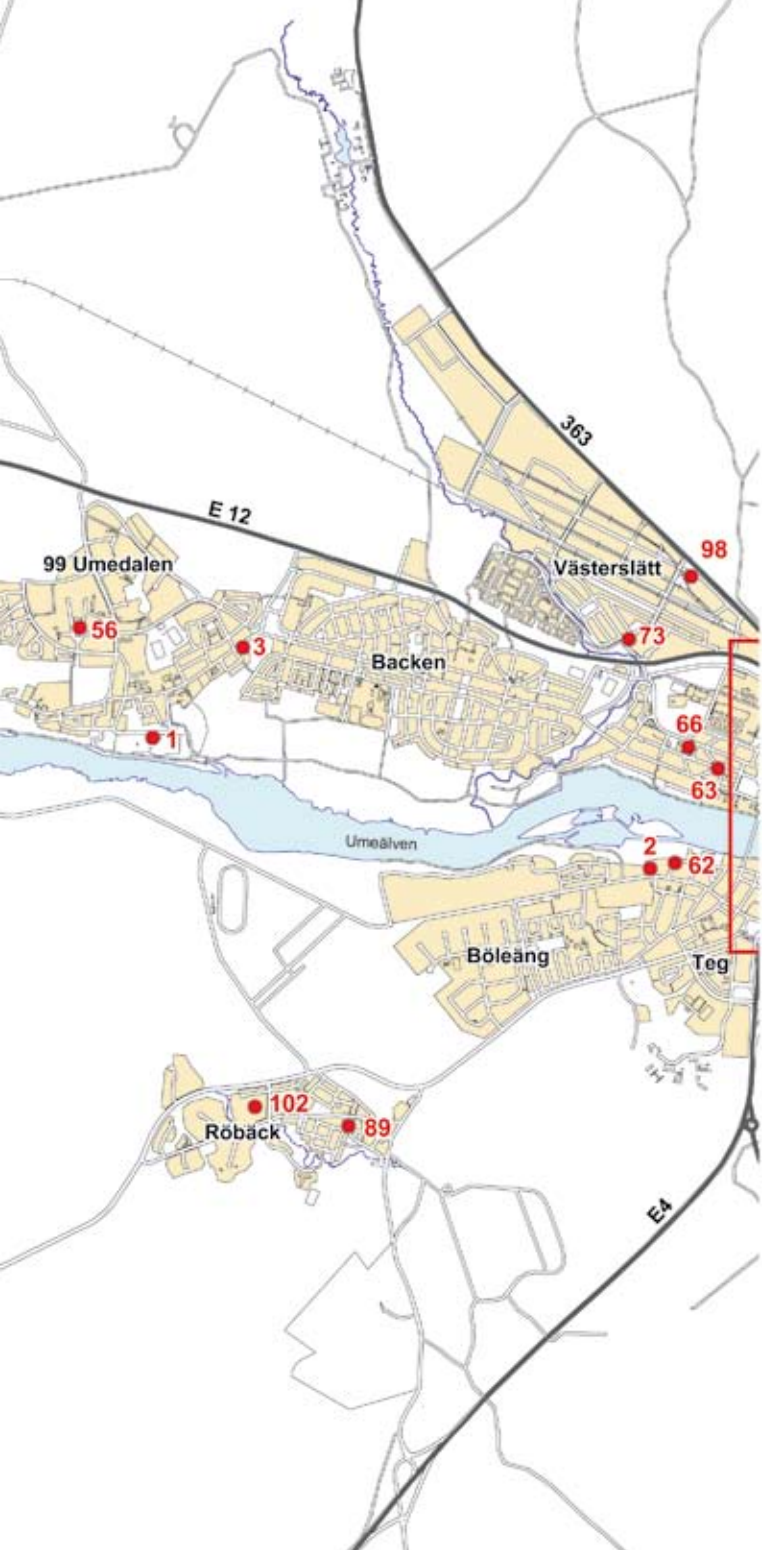 363
E 12
98
99 Umedalen
Västerslätt
56
73
3
Backen
66
1
63
Umeälven
2
62
Böleäng
Teg
102
89
Röbäck
E4